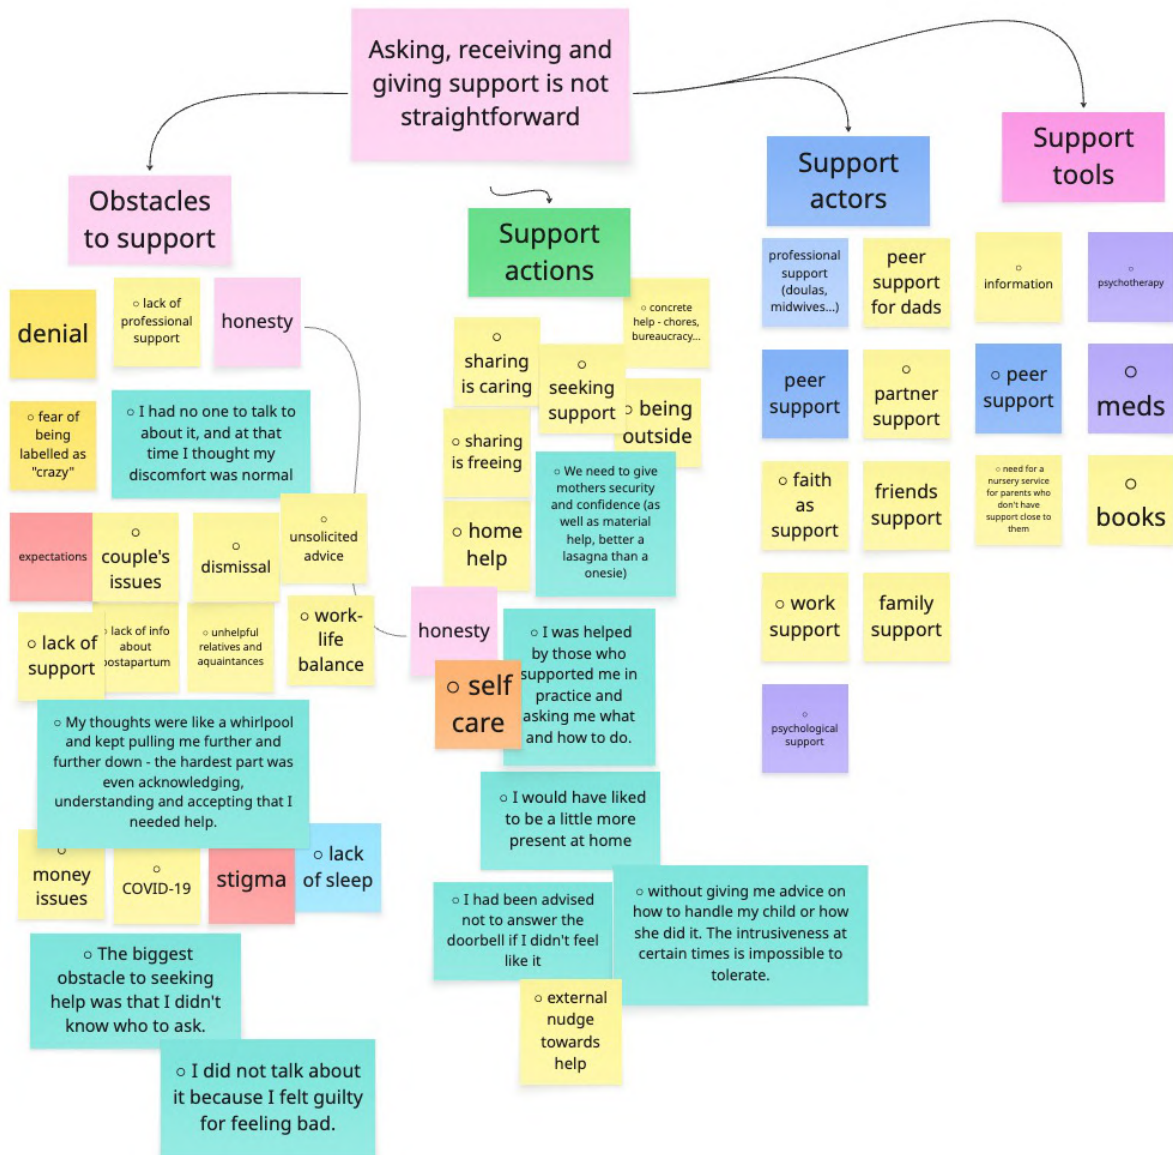 Asking, receiving and
giving support is not
straightforward
Obstacles
to support
denial
○ lack of
professional
support
honesty
○ fear of
being
labelled as
"crazy"
○ I had no one to talk to
about it, and at that
time I thought my
discomfort was normal
expectations
○
couple's
issues
○
dismissal
○
unsolicited
advice
○ lack of
support
lack of info
about
postapartum
○ unhelpful
relatives and
aquaintances
○ work-
life
balance
○ My thoughts were like a whirlpool
and kept pulling me further and
further down - the hardest part was
even acknowledging,
understanding and accepting that I
needed help.
○
money
issues
○
COVID-19
stigma
○ lack
of sleep
○ The biggest
obstacle to seeking
help was that I didn't
know who to ask.
○ I did not talk about
it because I felt guilty
for feeling bad.
Support
actions
○ concrete
help - chores,
bureaucracy...
○
sharing
is caring
○
seeking
support
○ being
outside
○ sharing
is freeing
○ We need to give
mothers security
and confidence (as
well as material
help, better a
lasagna than a
onesie)
○ home
help
honesty
○ I was helped
by those who
supported me in
practice and
asking me what
and how to do.
○ self
care
○ I would have liked
to be a little more
present at home
○ I had been advised
not to answer the
doorbell if I didn't feel
like it
○ without giving me advice on
how to handle my child or how
she did it. The intrusiveness at
certain times is impossible to
tolerate.
○ external
nudge
towards
help
Support
actors
professional
support
(doulas,
midwives...)
peer
support
for dads
peer
support
○
partner
support
○ faith
as
support
friends
support
○ work
support
family
support
○
psychological
support
Support
tools
○
information
○
psychotherapy
○ peer
support
○
meds
○ need for a
nursery service
for parents who
don't have
support close to
them
○
books